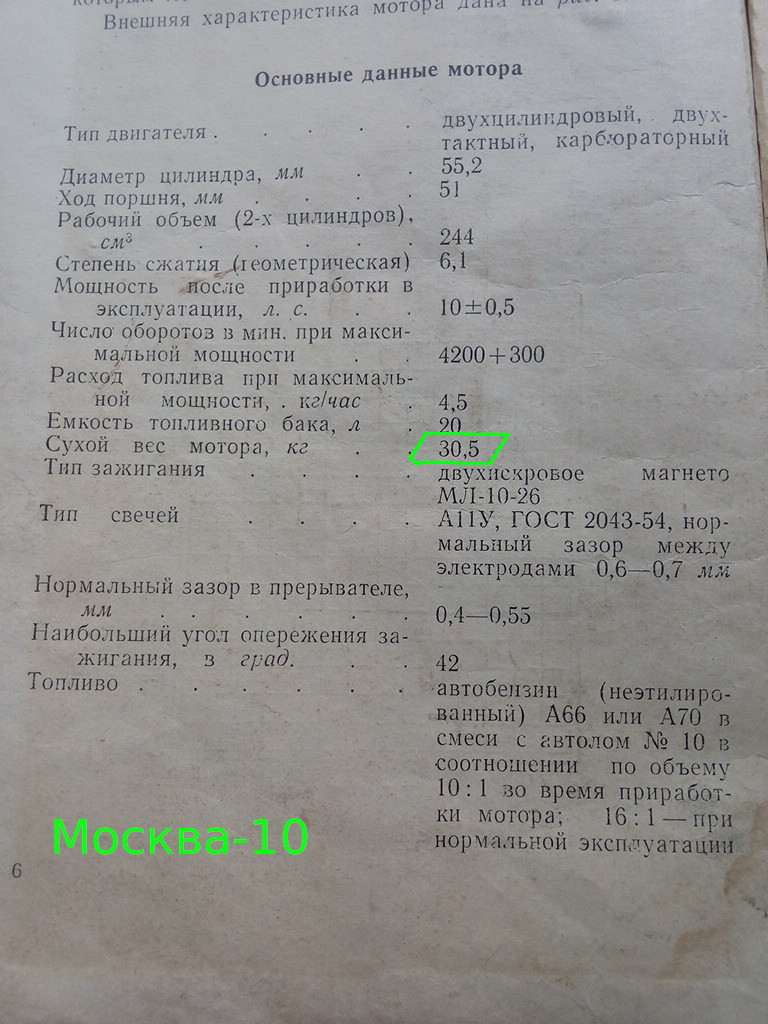 Внешняя характеристика мотора дана на рис.
Основные данные мотора
Тип двигателя . . . . . двухцилиндровый, двух-
тактный, карбюраторный
Диаметр цилиндра, мм . . 55,2
Ход поршня, мм . . . . 51
Рабочий объем (2-х цилиндров),
см³ . . . . . 244
Степень сжатия (геометрическая) 6,1
Мощность после приработки в
эксплуатации, л. с. . . 10±0,5
Число оборотов в мин. при макси-
мальной мощности . . 4200+300
Расход топлива при максималь-
ной мощности, . кг/час . 4,5
Емкость топливного бака, л . 20
Сухой вес мотора, кг . . 30,5
Тип зажигания . . . . двухискровое магнето
МЛ-10-26
Тип свечей . . . . А11У, ГОСТ 2043-54, нор-
мальный зазор между
электродами 0,6—0,7 мм
Нормальный зазор в прерывателе,
мм . . . . . . 0,4—0,55
Наибольший угол опережения за-
жигания, в град. . . 42
Топливо . . . . . . автобензин (неэтилиро-
ванный) А66 или А70 в
смеси с автолом № 10 в
соотношении по объему
10:1 во время приработ-
ки мотора; 16:1—при
нормальной эксплуатации
Москва-10
6